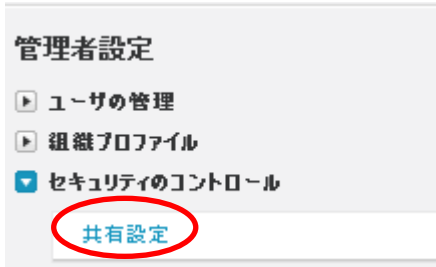 管理者設定
ユーザの管理
組織プロファイル
セキュリティのコントロール
共有設定